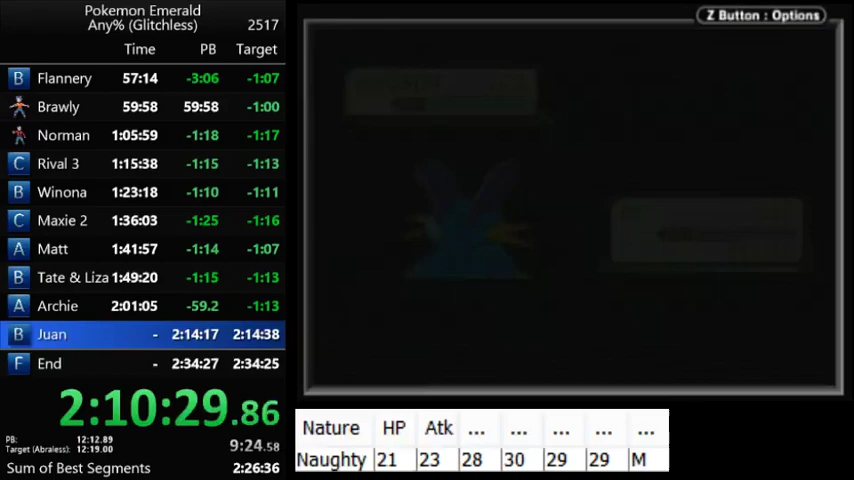 Pokemon Emerald
Any% (Glitchless) 2517
Time PB Target
B Flannery 57:14 -3:06 -1:07
Brawly 59:58 59:58 -1:00
Norman 1:05:59 -1:18 -1:17
C Rival 3 1:15:38 -1:15 -1:13
B Winona 1:23:18 -1:10 -1:11
C Maxie 2 1:36:03 -1:25 -1:16
A Matt 1:41:57 -1:14 -1:07
B Tate & Liza 1:49:20 -1:15 -1:13
A Archie 2:01:05 -59.2 -1:13
B Juan - 2:14:17 2:14:38
F End - 2:34:27 2:34:25
2:10:29.86
PB: 12:12.89
Target (Abraless): 12:19.00
9:24.58
Sum of Best Segments 2:26:36
Z Button : Options
Nature HP Atk ... ... ... ... ...
Naughty 21 23 28 30 29 29 M